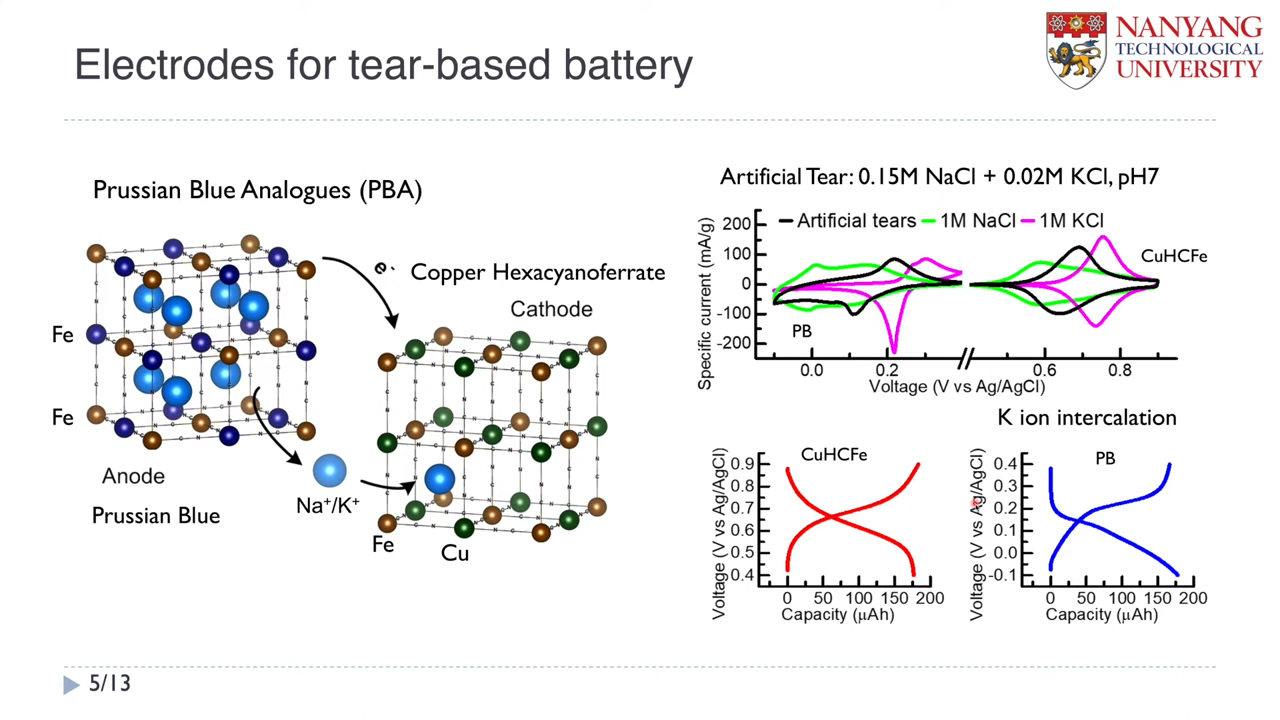 Electrodes for tear-based battery
NANYANG
TECHNOLOGICAL
UNIVERSITY
Prussian Blue Analogues (PBA)
e-
Copper Hexacyanoferrate
Cathode
Fe
Fe
Anode
Prussian Blue
Na+/K+
Fe
Cu
Artificial Tear: 0.15M NaCl + 0.02M KCl, pH7
Specific current (mA/g)
200
100
0
-100
-200
Artificial tears
1M NaCl
1M KCl
CuHCFe
PB
0.0
0.2
0.6
0.8
Voltage (V vs Ag/AgCl)
K ion intercalation
Voltage (V vs Ag/AgCl)
0.9
0.8
0.7
0.6
0.5
0.4
CuHCFe
0 50 100 150 200
Capacity (μAh)
Voltage (V vs Ag/AgCl)
0.4
0.3
0.2
0.1
0.0
-0.1
PB
0 50 100 150 200
Capacity (μAh)
5/13